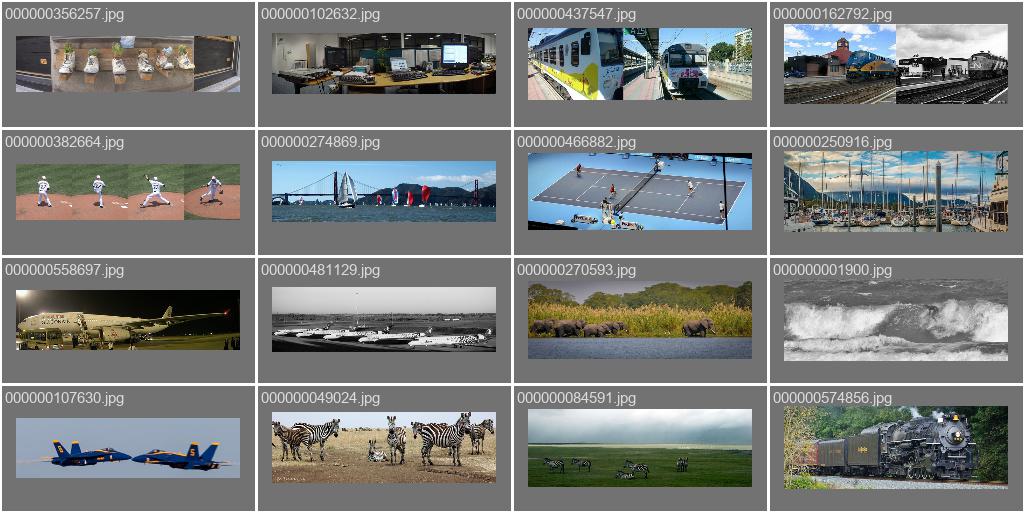 000000356257.jpg
000000102632.jpg
000000437547.jpg
000000162792.jpg
000000382664.jpg
000000274869.jpg
000000466882.jpg
000000250916.jpg
000000558697.jpg
000000481129.jpg
000000270593.jpg
000000001900.jpg
000000107630.jpg
000000049024.jpg
000000084591.jpg
000000574856.jpg